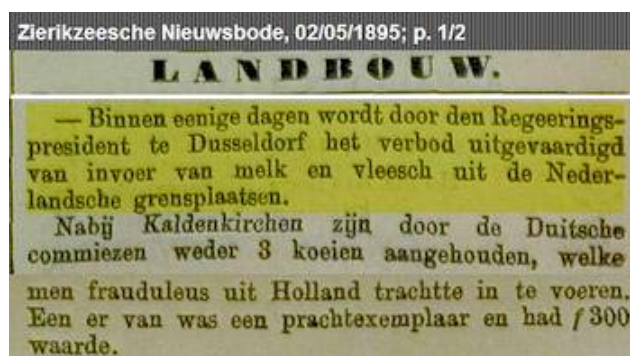 Zierikzeesche Nieuwsbode, 02/05/1895; p. 1/2
LANDBOUW.
— Binnen eenige dagen wordt door den Regeerings-
president te Dusseldorf het verbod uitgevaardigd
van invoer van melk en vleesch uit de Neder-
landsche grensplaatsen.
Nabij Kaldenkirchen zijn door de Duitsche
commiezen weder 3 koeien aangehouden, welke
men frauduleus uit Holland trachtte in te voeren.
Een er van was een prachtexemplaar en had ƒ 300
waarde.